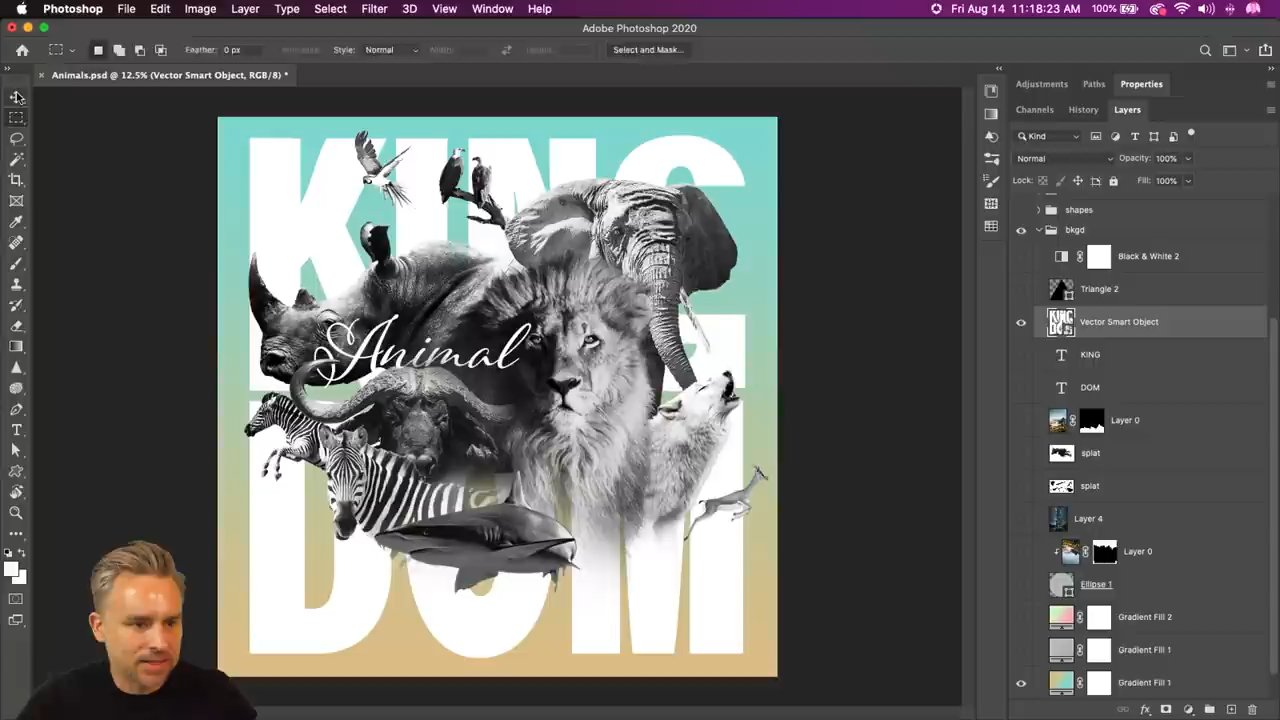 Photoshop File Edit Image Layer Type Select Filter 3D View Window Help 100% Fri Aug 14 11:18:23 AM
Adobe Photoshop 2020
Feather: 0 px Style: Normal Width: Select and Mask...
Animals.psd @ 12.5% (Vector Smart Object, RGB/8) *
Adjustments Paths Properties
Channels History Layers
Kind
Normal Opacity: 100%
Lock: Fill: 100%
shapes
bkgd
Black & White 2
Triangle 2
Vector Smart Object
KING
DOM
Layer 0
splat
splat
Layer 4
Layer 0
Ellipse 1
Gradient Fill 2
Gradient Fill 1
Gradient Fill 1
KING
Animal
DOM